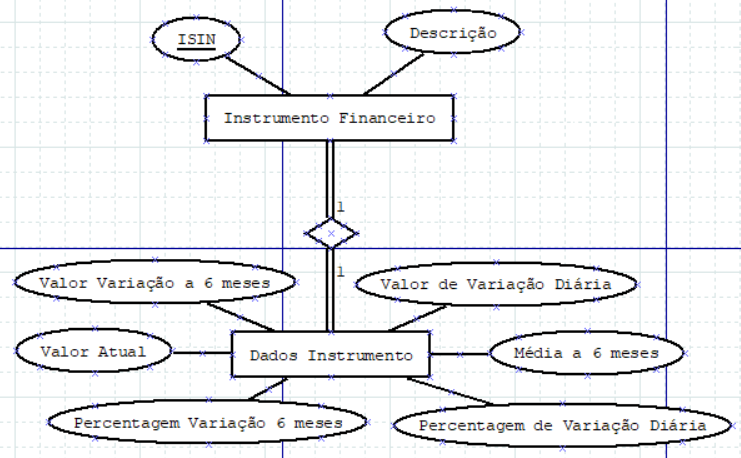 ISIN
Descrição
Instrumento Financeiro
1
1
Valor Variação a 6 meses
Valor de Variação Diária
Valor Atual
Dados Instrumento
Média a 6 meses
Percentagem Variação 6 meses
Percentagem de Variação Diária